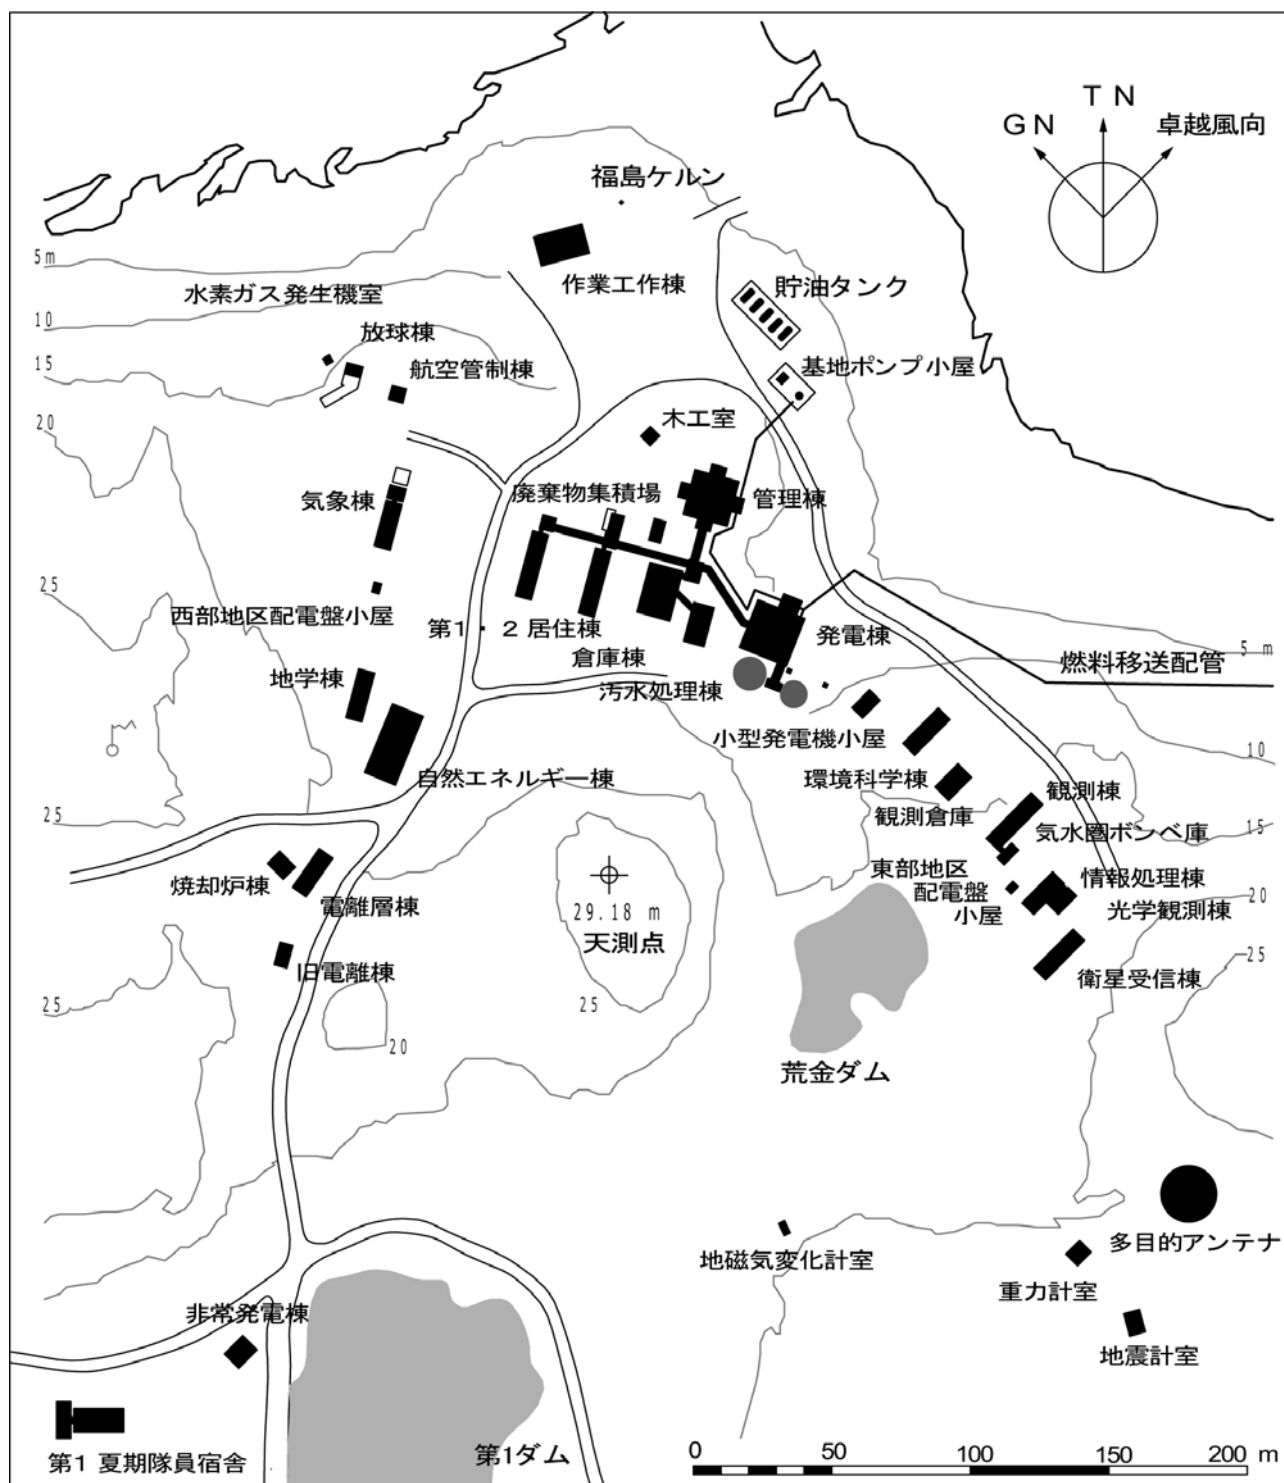 TN
GN
卓越風向
福島ケルン
5m
作業工作棟
貯油タンク
水素ガス発生機室
10
放球棟
15
航空管制棟
基地ポンプ小屋
20
木工室
気象棟
廃棄物集積場
管理棟
25
西部地区配電盤小屋
第1・2居住棟
発電棟
5 m
倉庫棟
燃料移送配管
地学棟
汚水処理棟
小型発電機小屋
10
自然エネルギー棟
環境科学棟
観測棟
25
観測倉庫
気水圏ボンベ庫
15
焼却炉棟
東部地区
配電盤
小屋
情報処理棟
20
電離層棟
29.18 m
天測点
光学観測棟
25
旧電離棟
衛星受信棟
25
25
20
荒金ダム
地磁気変化計室
多目的アンテナ
重力計室
非常発電棟
地震計室
第1夏期隊員宿舎
第1ダム
0 50 100 150 200 m